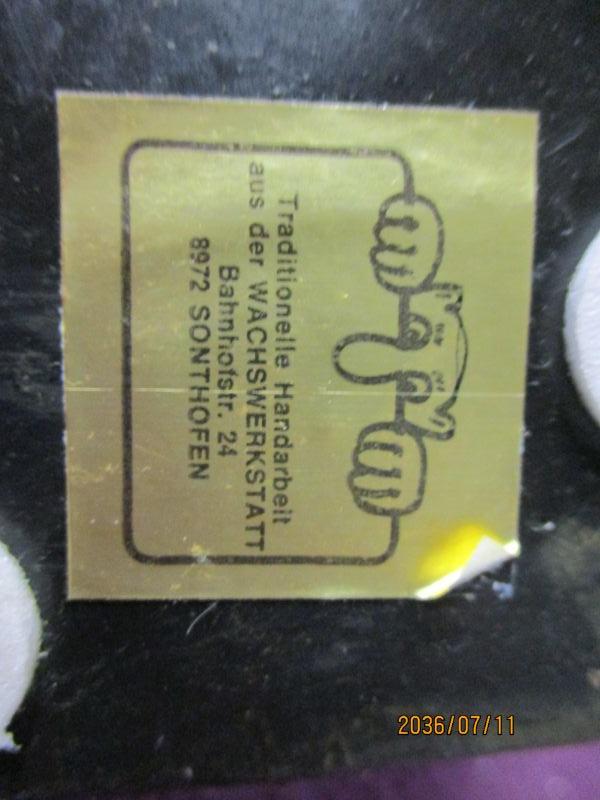 Traditionelle Handarbeit
aus der WACHSWERKSTATT
Bahnhofstr. 24
8972 SONTHOFEN
2036/07/11